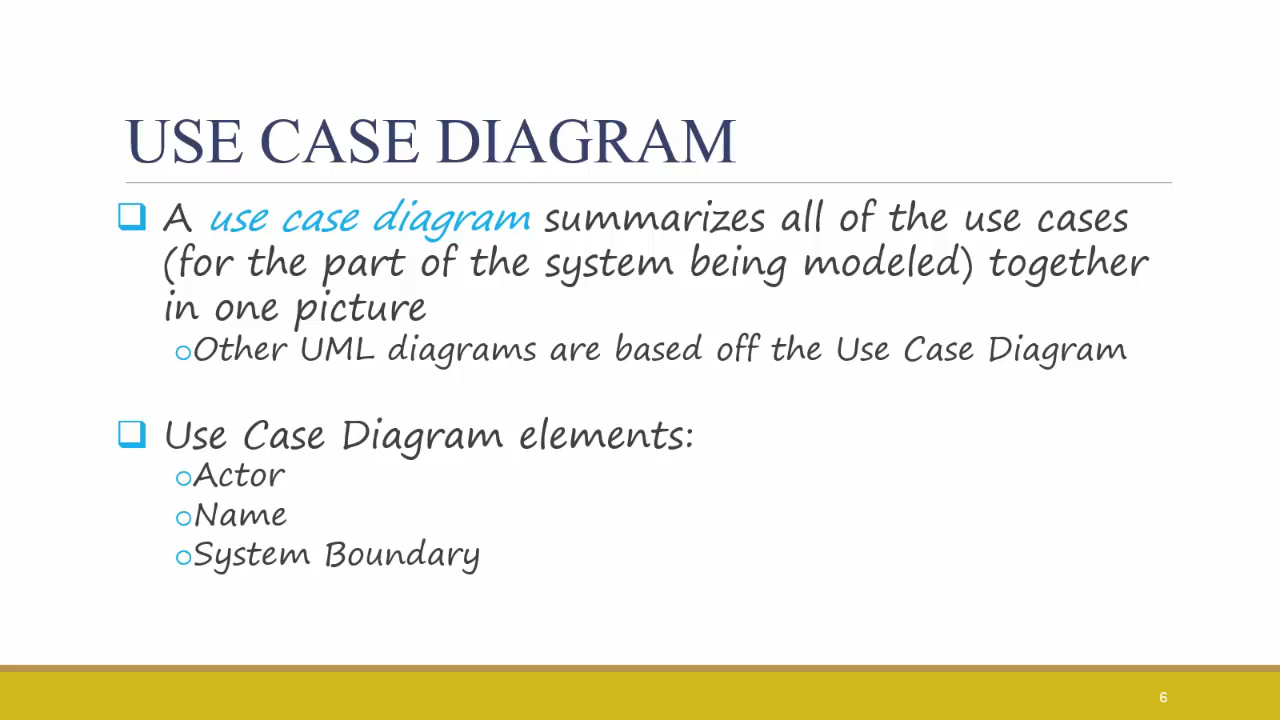 USE CASE DIAGRAM
A use case diagram summarizes all of the use cases
(for the part of the system being modeled) together
in one picture
Other UML diagrams are based off the Use Case Diagram
Use Case Diagram elements:
Actor
Name
System Boundary
6